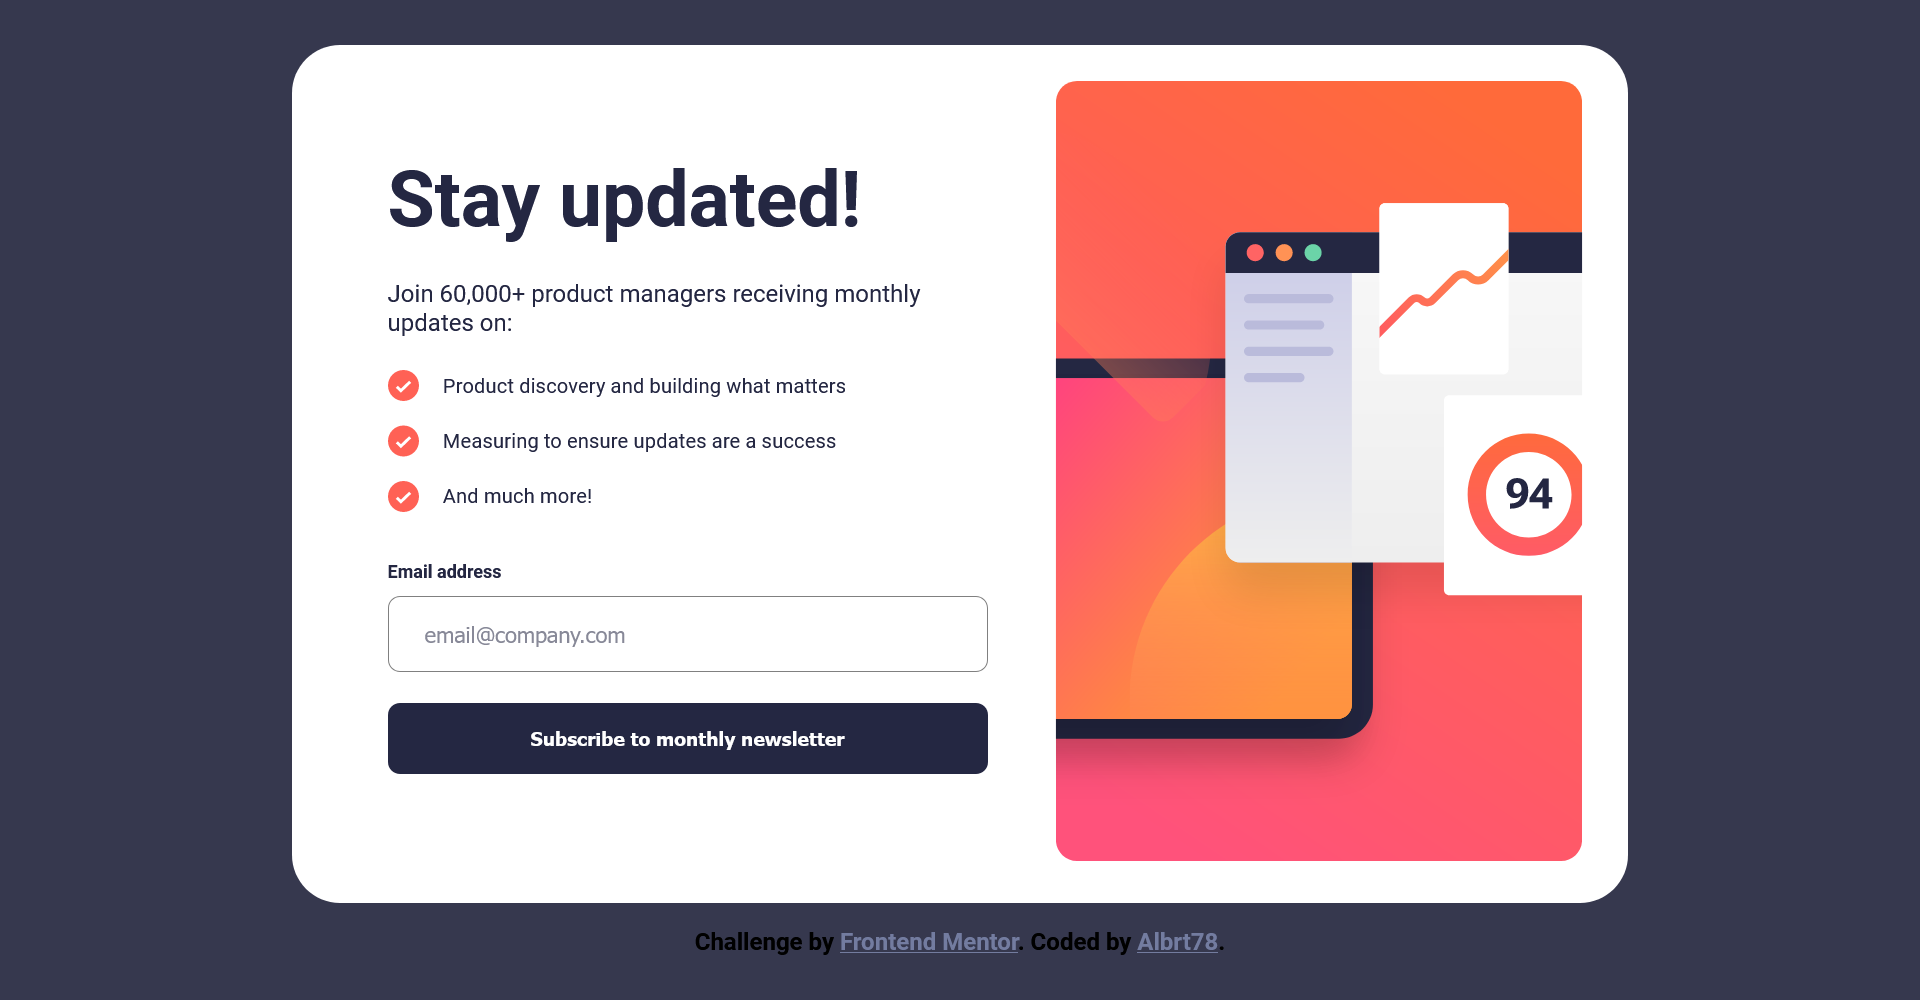 Stay updated!
Join 60,000+ product managers receiving monthly
updates on:
Product discovery and building what matters
Measuring to ensure updates are a success
And much more!
Email address
email@company.com
Subscribe to monthly newsletter
94
Challenge by Frontend Mentor. Coded by Albrt78.